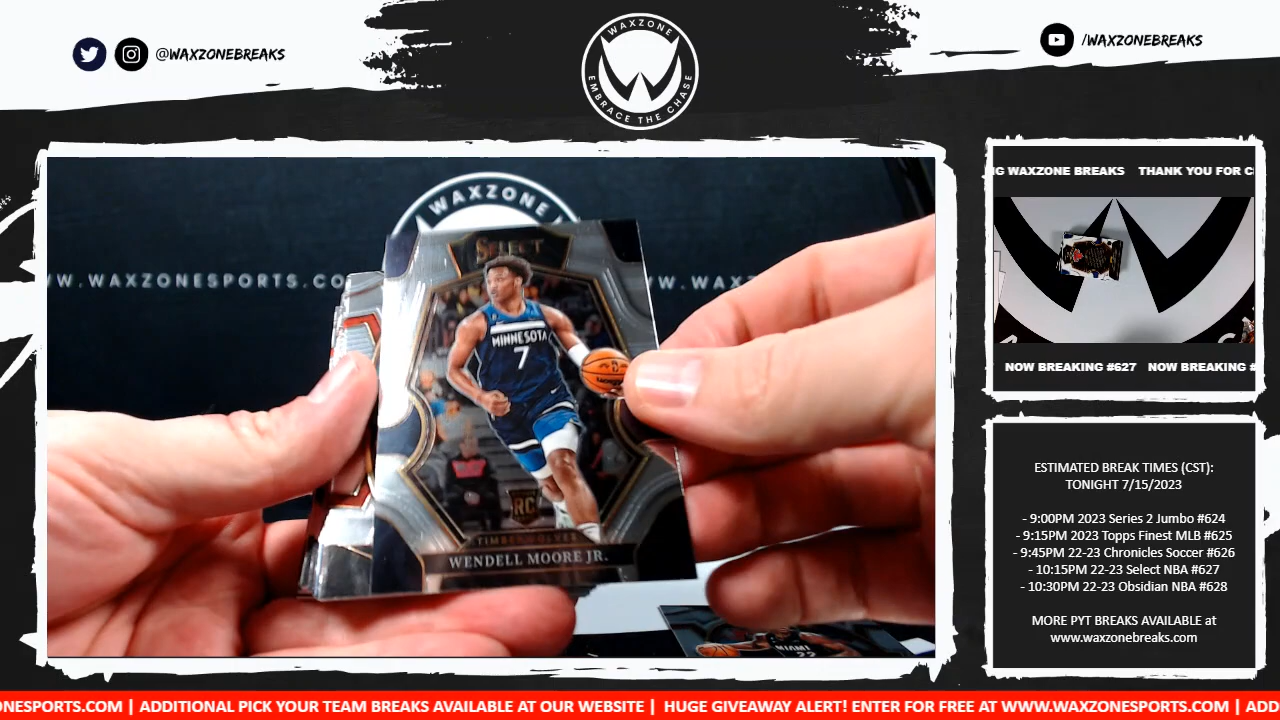 @WAXZONEBREAKS
WAXZONE
EMBRACE THE CHASE
/WAXZONEBREAKS
G WAXZONE BREAKS THANK YOU FOR C
WAXZONE
WWW.WAXZONESPORTS.CO
WW.WAX
SELECT
MINNESOTA
7
RC
TIMBERWOLVES
WENDELL MOORE JR.
MIAMI
22
NOW BREAKING #627 NOW BREAKING #
ESTIMATED BREAK TIMES (CST):
TONIGHT 7/15/2023
- 9:00PM 2023 Series 2 Jumbo #624
- 9:15PM 2023 Topps Finest MLB #625
- 9:45PM 22-23 Chronicles Soccer #626
- 10:15PM 22-23 Select NBA #627
- 10:30PM 22-23 Obsidian NBA #628
MORE PYT BREAKS AVAILABLE at
www.waxzonebreaks.com
ONESPORTS.COM | ADDITIONAL PICK YOUR TEAM BREAKS AVAILABLE AT OUR WEBSITE | HUGE GIVEAWAY ALERT! ENTER FOR FREE AT WWW.WAXZONESPORTS.COM | ADD